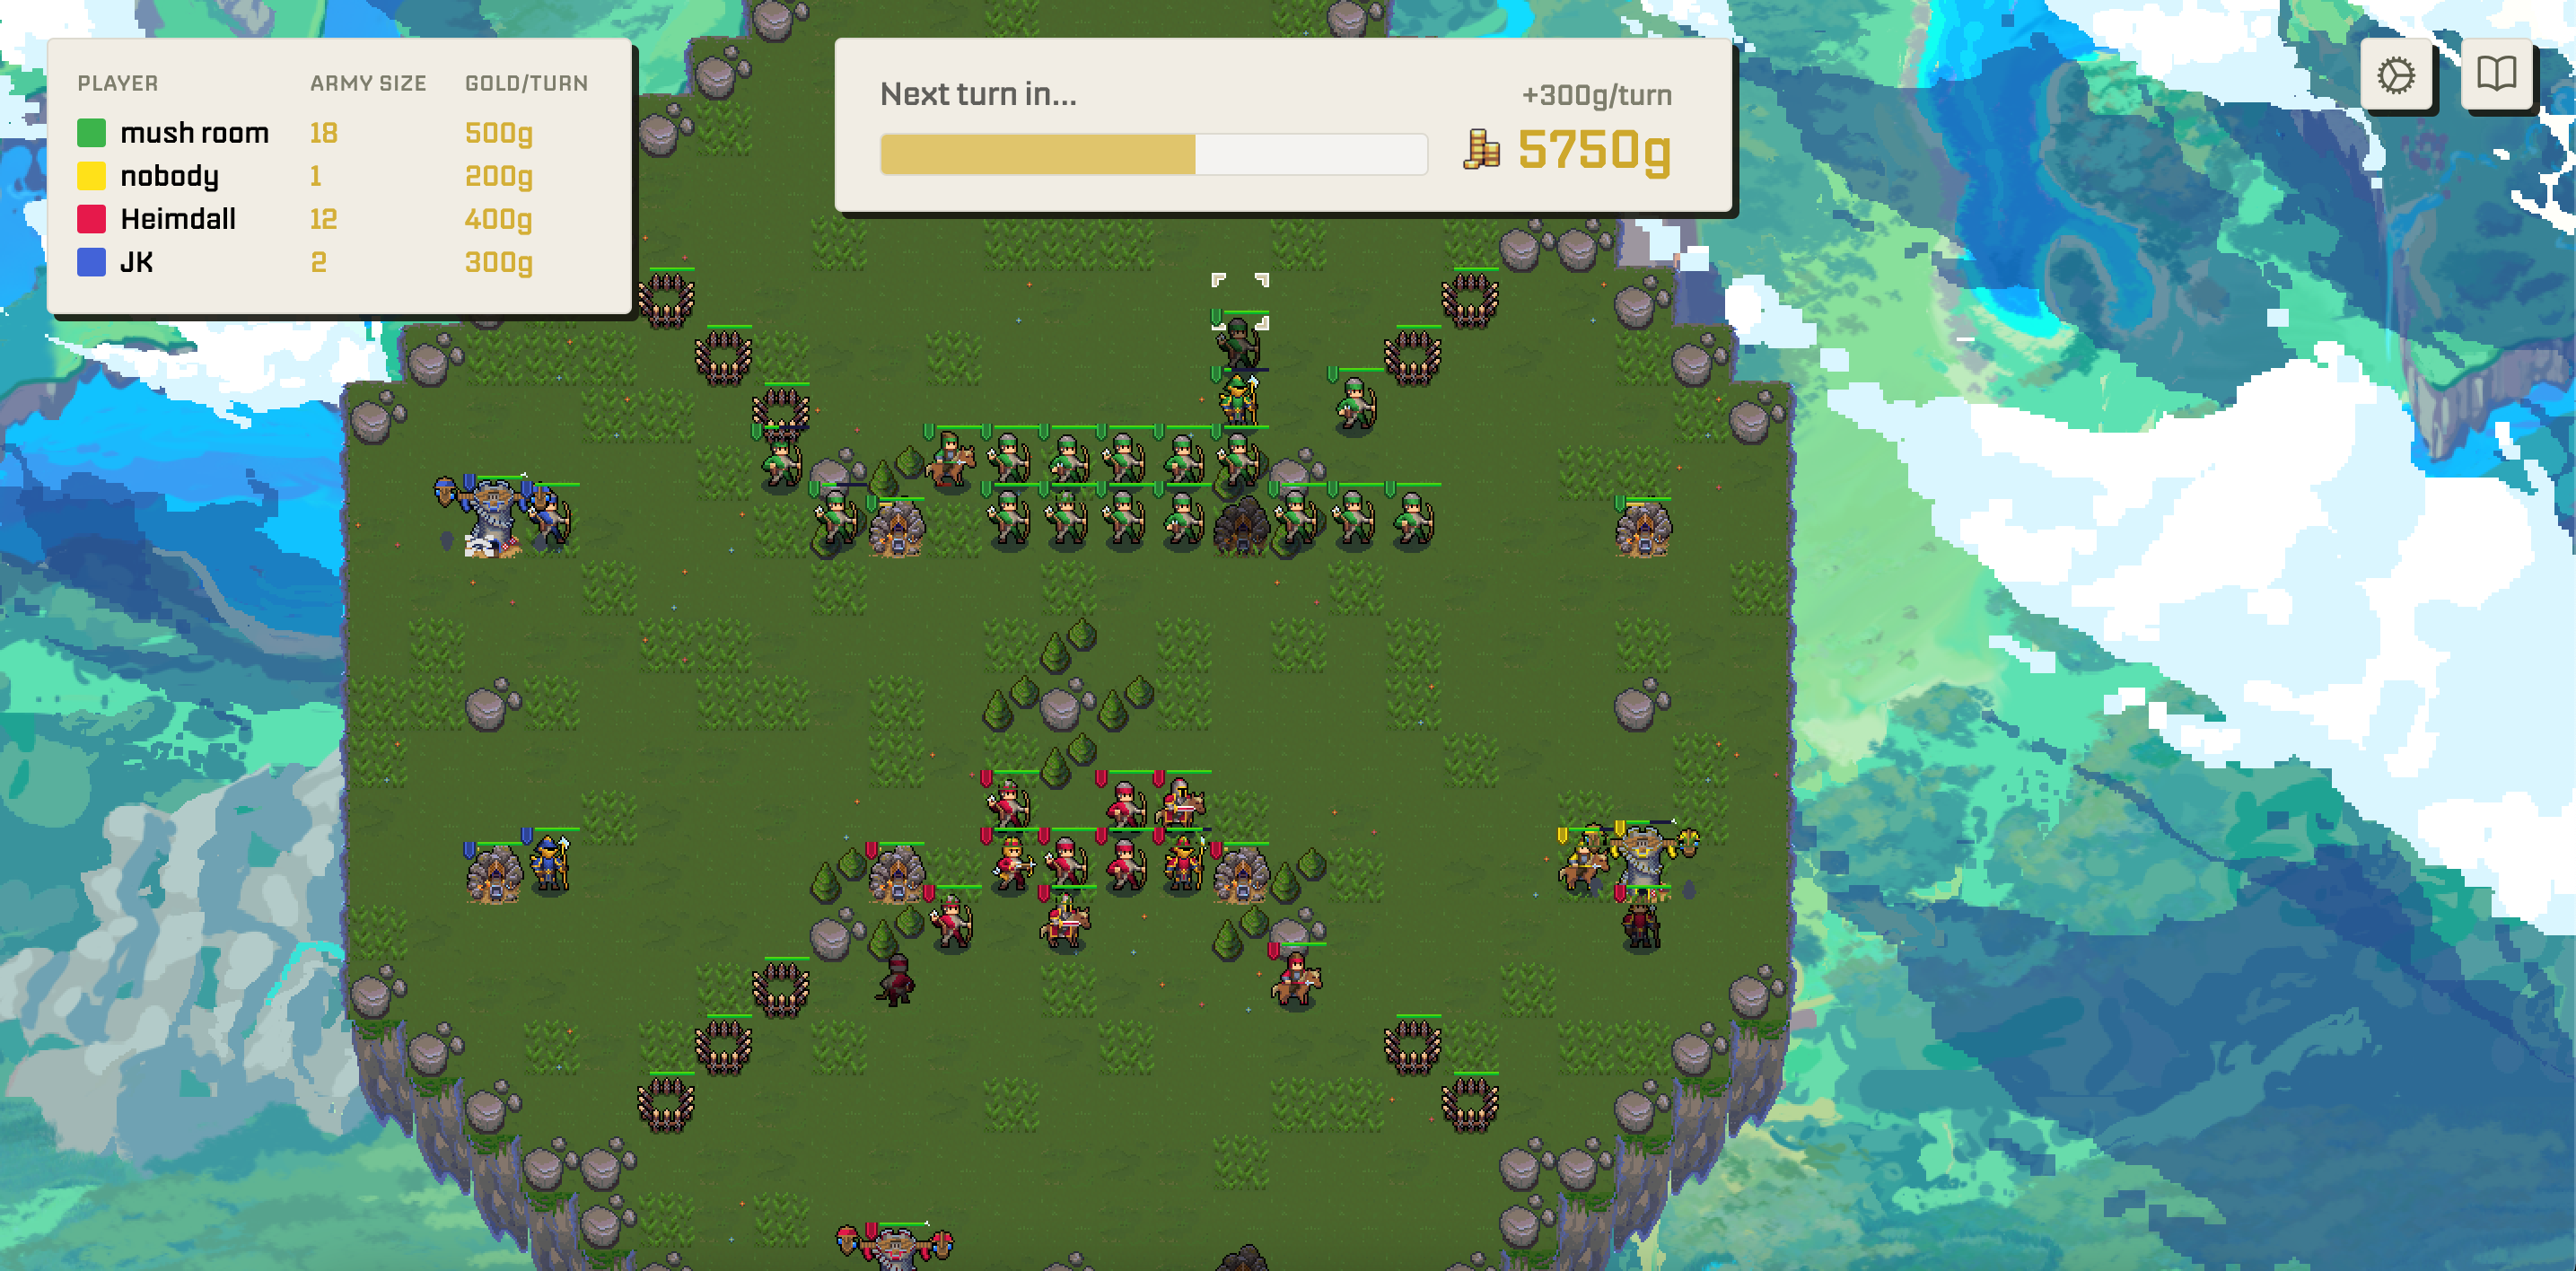 PLAYER ARMY SIZE GOLD/TURN
mush room 18 500g
nobody 1 200g
Heimdall 12 400g
JK 2 300g
Next turn in...
+300g/turn
5750g